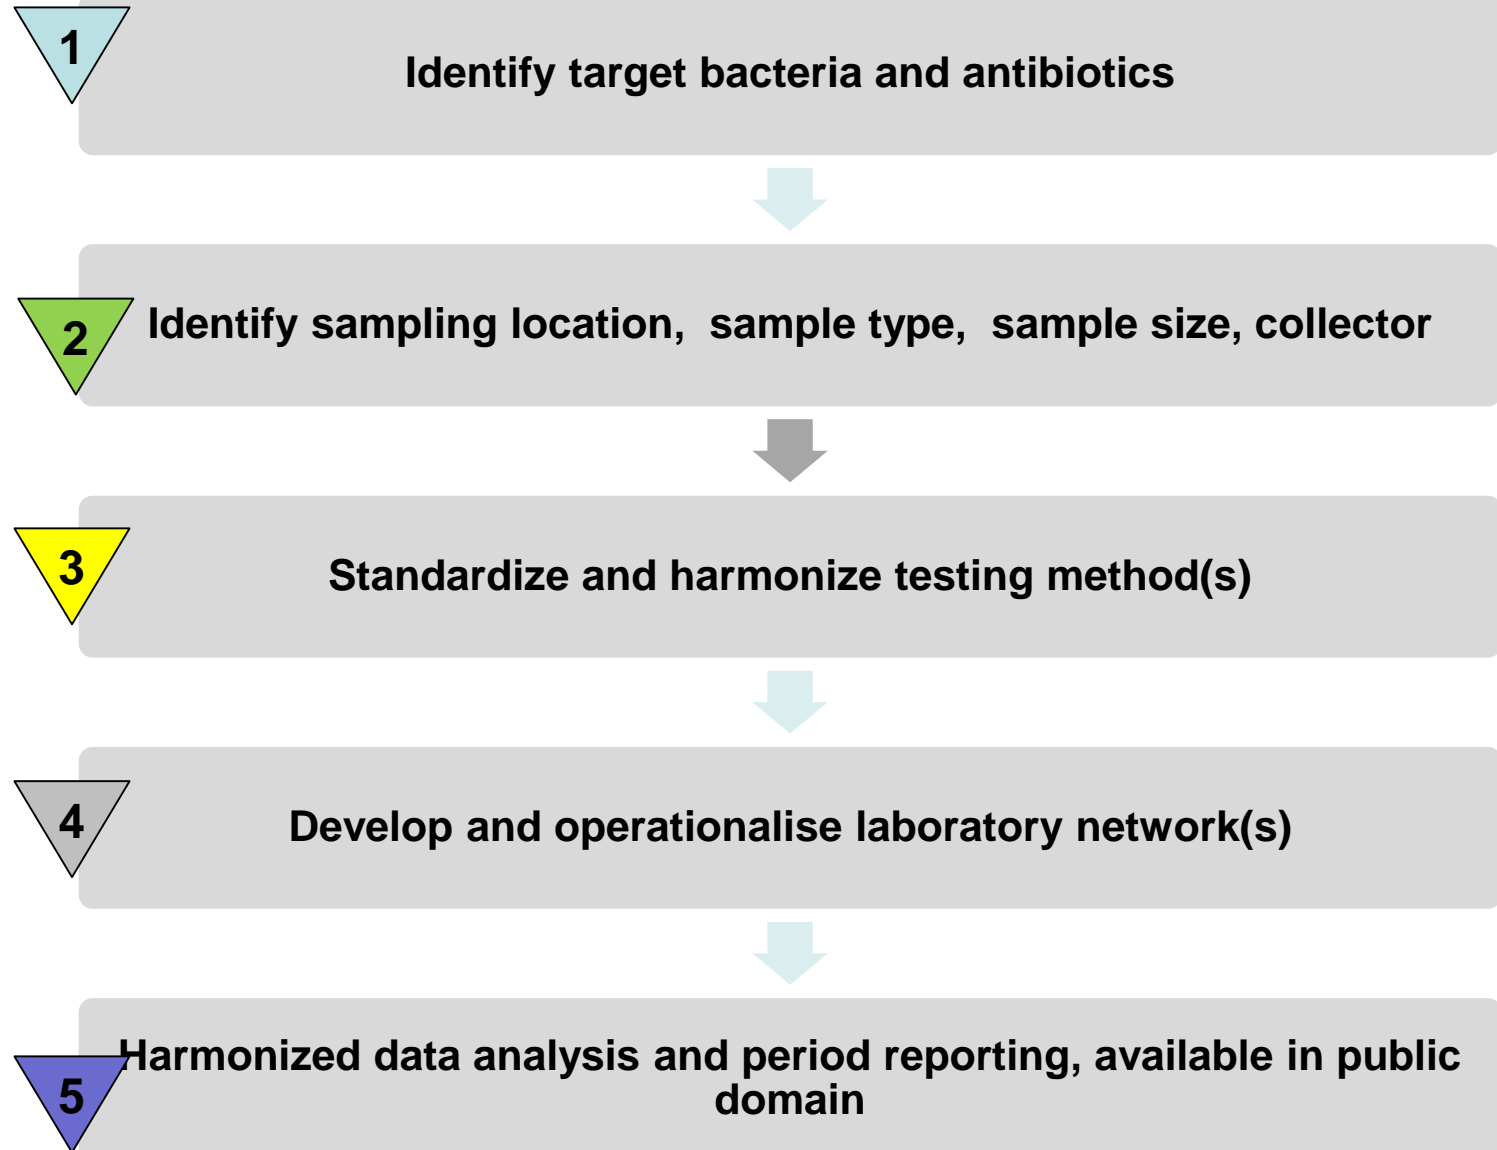 1
Identify target bacteria and antibiotics
2
Identify sampling location,  sample type,  sample size, collector
3
Standardize and harmonize testing method(s)
4
Develop and operationalise laboratory network(s)
5
Harmonized data analysis and period reporting, available in public
domain